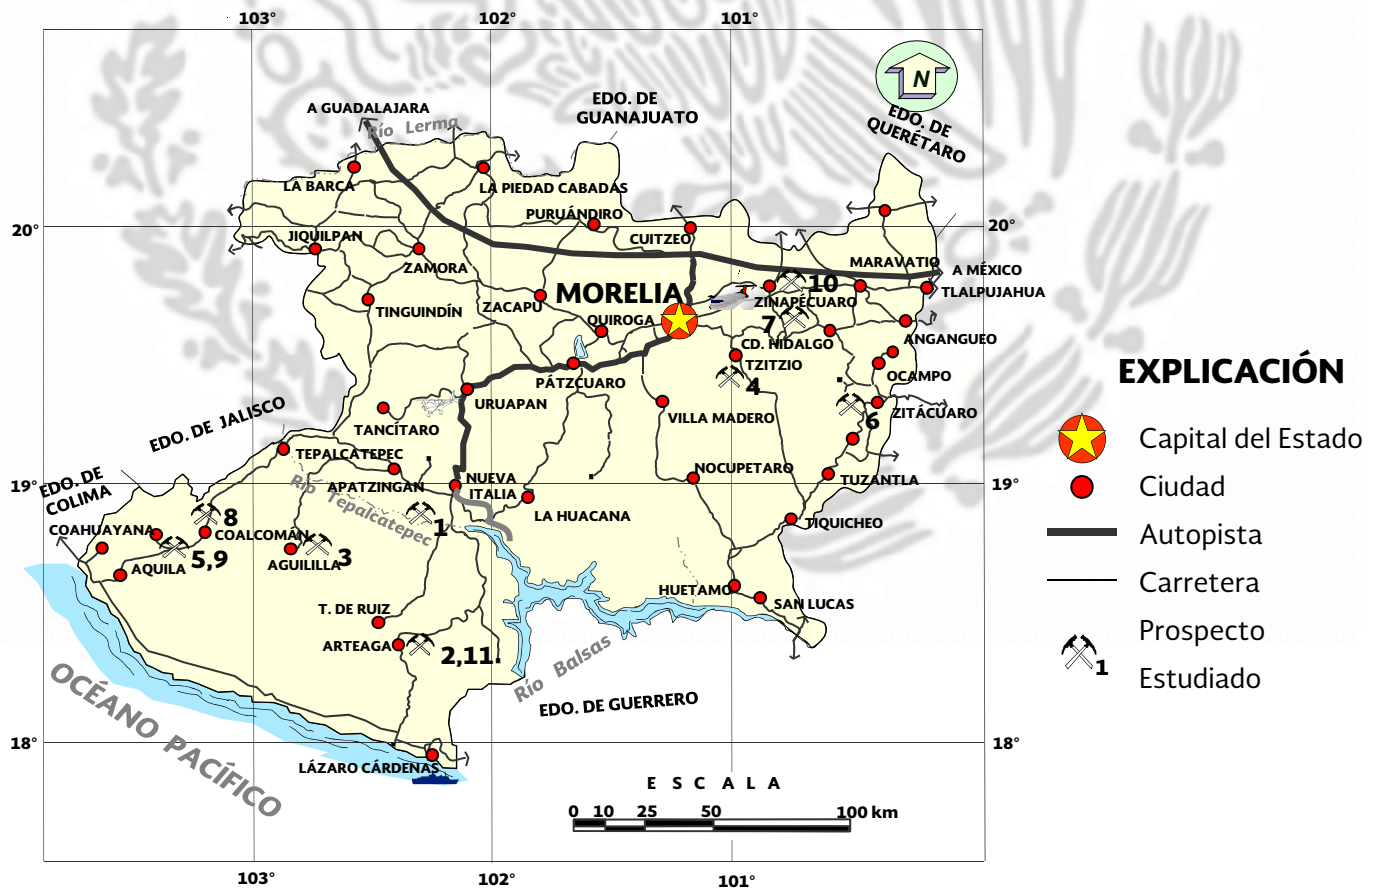 103°
102°
101°
A GUADALAJARA
Río Lerma
EDO. DE
GUANAJUATO
N
EDO. DE
QUERÉTARO
LA BARCA
LA PIEDAD CABADAS
PURUÁNDIRO
20°
20°
JIQUILPAN
CUITZEO
ZAMORA
MARAVATIO
A MÉXICO
TLALPUJAHUA
10
MORELIA
ZINAPÉCUARO
TINGUINDÍN
ZACAPU
QUIROGA
7
CD. HIDALGO
ANGANGUEO
TZITZIO
OCAMPO
PÁTZCUARO
4
URUAPAN
VILLA MADERO
ZITÁCUARO
6
EDO. DE JALISCO
TANCÍTARO
TEPALCATEPEC
NOCUPETARO
TUZANTLA
EDO. DE
COLIMA
19°
19°
APATZINGAN
NUEVA
ITALIA
Río Tepalcatepec
LA HUACANA
8
1
TIQUICHEO
COAHUAYANA
COALCOMÁN
5,9
AQUILA
AGUILILLA
3
HUETAMO
SAN LUCAS
T. DE RUIZ
ARTEAGA
2,11.
Río Balsas
EDO. DE GUERRERO
OCÉANO PACÍFICO
18°
18°
LÁZARO CÁRDENAS
ESCALA
0 10 25 50 100 km
103°
102°
101°
EXPLICACIÓN
Capital del Estado
Ciudad
Autopista
Carretera
Prospecto
1
Estudiado